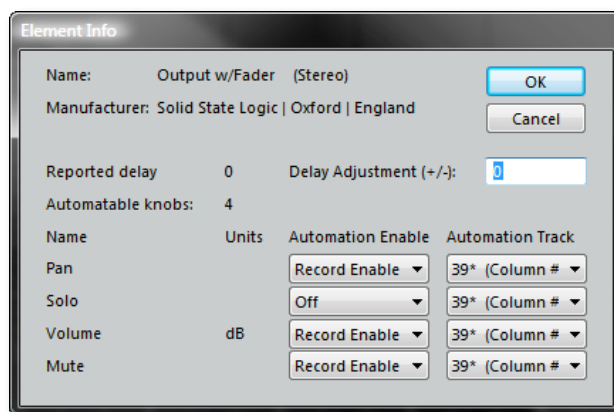 Element Info
Name: Output w/Fader (Stereo)
OK
Manufacturer: Solid State Logic | Oxford | England
Cancel
Reported delay 0 Delay Adjustment (+/-): 0
Automatable knobs: 4
Name Units Automation Enable Automation Track
Pan Record Enable 39* (Column #
Solo Off 39* (Column #
Volume dB Record Enable 39* (Column #
Mute Record Enable 39* (Column #